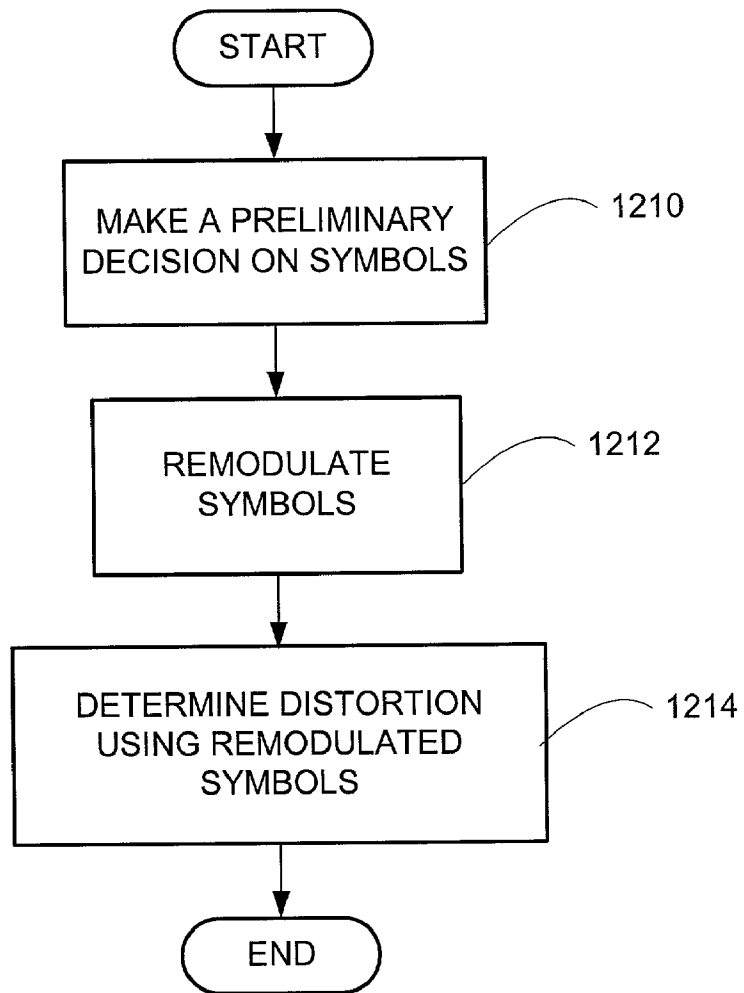 START
MAKE A PRELIMINARY
DECISION ON SYMBOLS
1210
REMODULATE
SYMBOLS
1212
DETERMINE DISTORTION
USING REMODULATED
SYMBOLS
1214
END